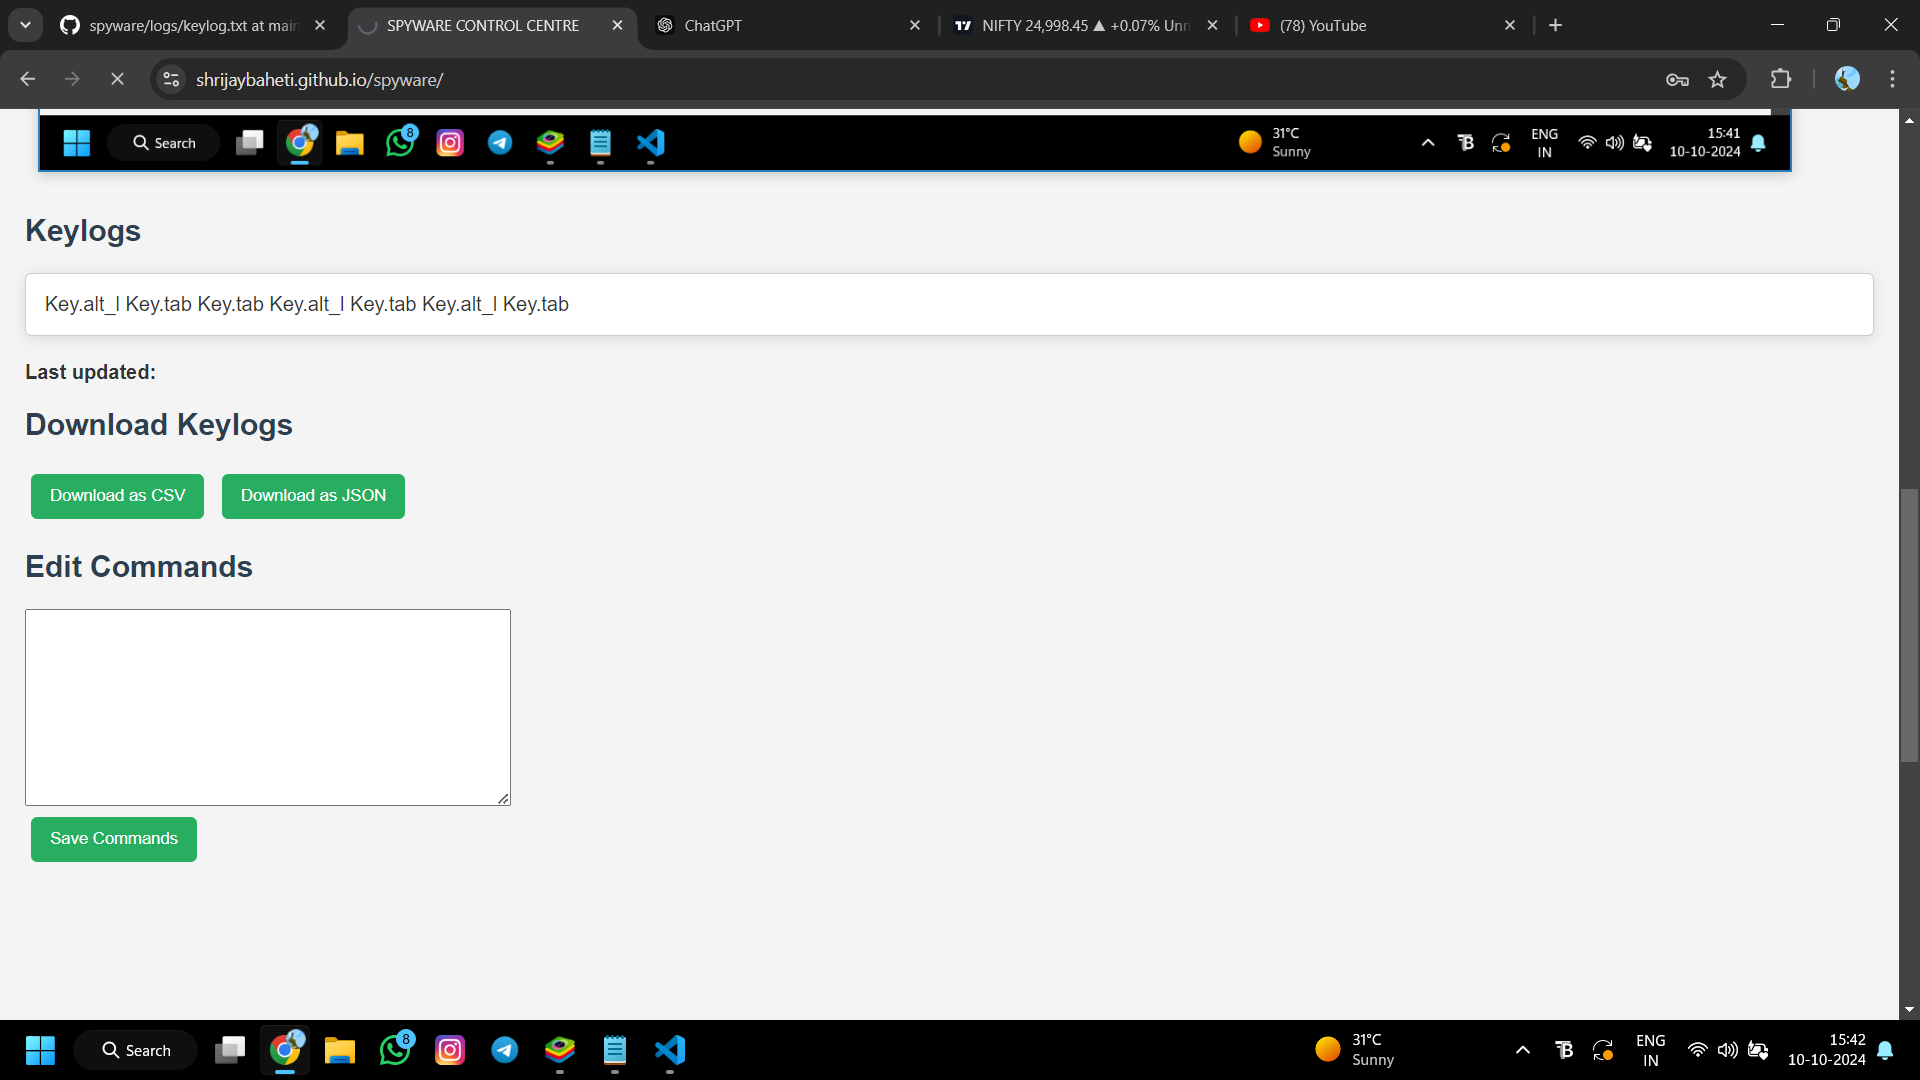 spyware/logs/keylog.txt at main
SPYWARE CONTROL CENTRE
ChatGPT
NIFTY 24,998.45 ▲ +0.07% Unn
(78) YouTube
shrijaybaheti.github.io/spyware/
Search
8
31°C
Sunny
ENG
IN
15:41
10-10-2024
Keylogs
Key.alt_l Key.tab Key.tab Key.alt_l Key.tab Key.alt_l Key.tab
Last updated:
Download Keylogs
Download as CSV
Download as JSON
Edit Commands
Save Commands
Search
8
31°C
Sunny
ENG
IN
15:42
10-10-2024